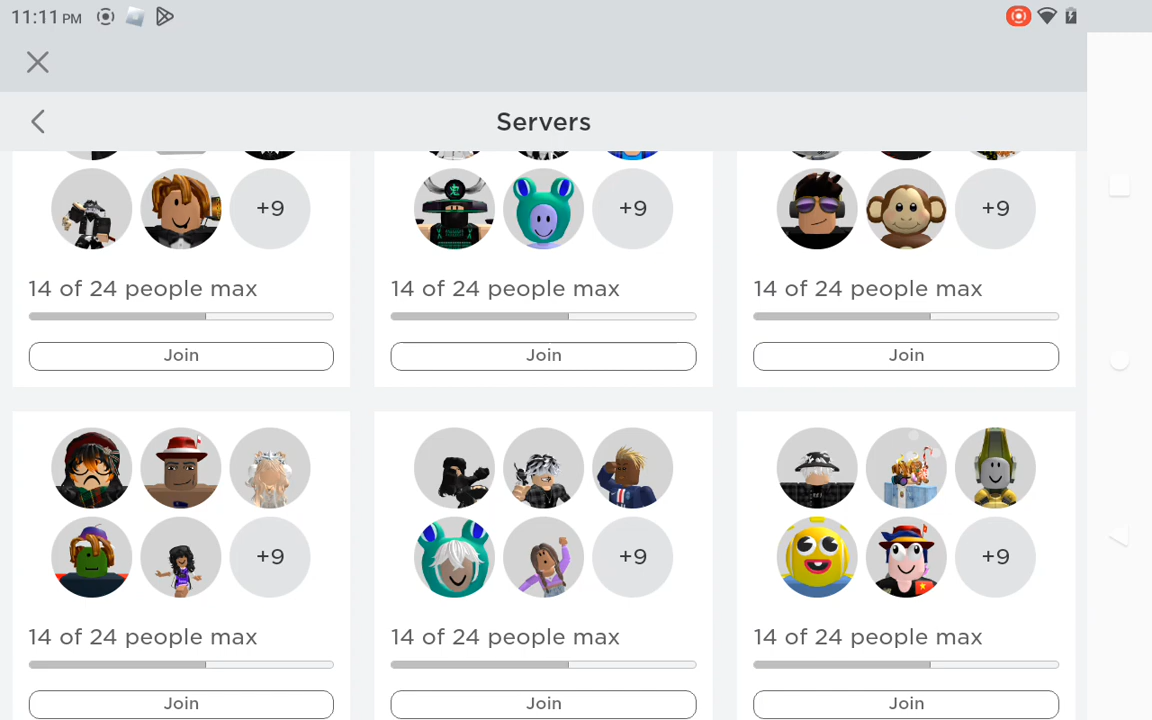 11:11 PM
Servers
+9 +9 +9
14 of 24 people max 14 of 24 people max 14 of 24 people max
Join Join Join
+9 +9 +9
14 of 24 people max 14 of 24 people max 14 of 24 people max
Join Join Join